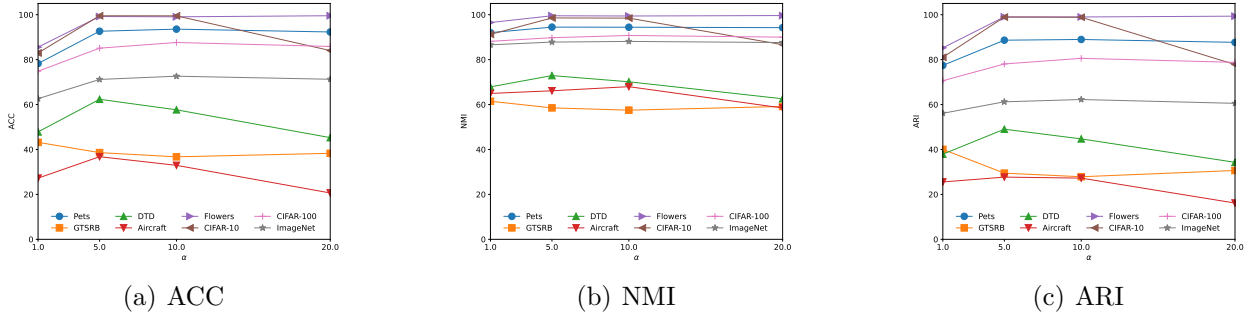 100
80
60
40
20
0
ACC
1.0 5.0 10.0 20.0
α
Pets DTD Flowers CIFAR-100
GTSRB Aircraft CIFAR-10 ImageNet
(a) ACC
100
80
60
40
20
0
NMI
1.0 5.0 10.0 20.0
α
Pets DTD Flowers CIFAR-100
GTSRB Aircraft CIFAR-10 ImageNet
(b) NMI
100
80
60
40
20
0
ARI
1.0 5.0 10.0 20.0
α
Pets DTD Flowers CIFAR-100
GTSRB Aircraft CIFAR-10 ImageNet
(c) ARI